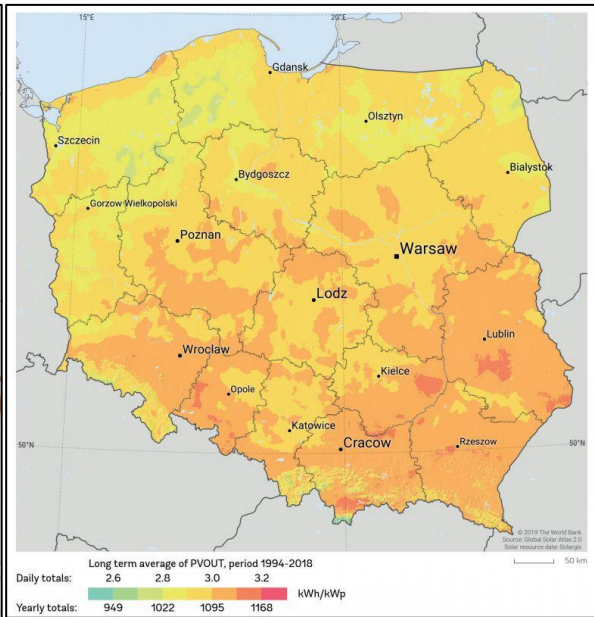 15°E
20°E
Gdansk
Olsztyn
Szczecin
Bialystok
Bydgoszcz
Gorzow Wielkopolski
Poznan
Warsaw
Lodz
Lublin
Wroclaw
Kielce
Opole
Katowice
50°N
Cracow
Rzeszow
50°N
© 2019 The World Bank
Source: Global Solar Atlas 2.0
Solar resource data: Solargis
50 km
Long term average of PVOUT, period 1994-2018
Daily totals: 2.6 2.8 3.0 3.2
kWh/kWp
Yearly totals: 949 1022 1095 1168